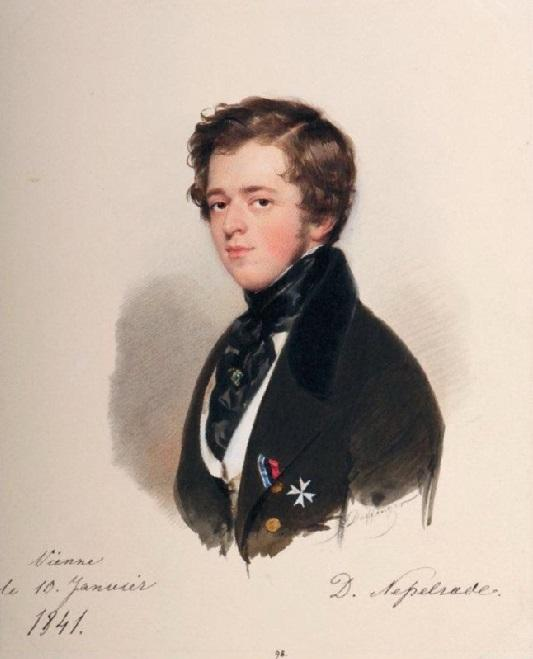 Vienne
le 10. Janvier
1841.
D. Nesselrode.
98.